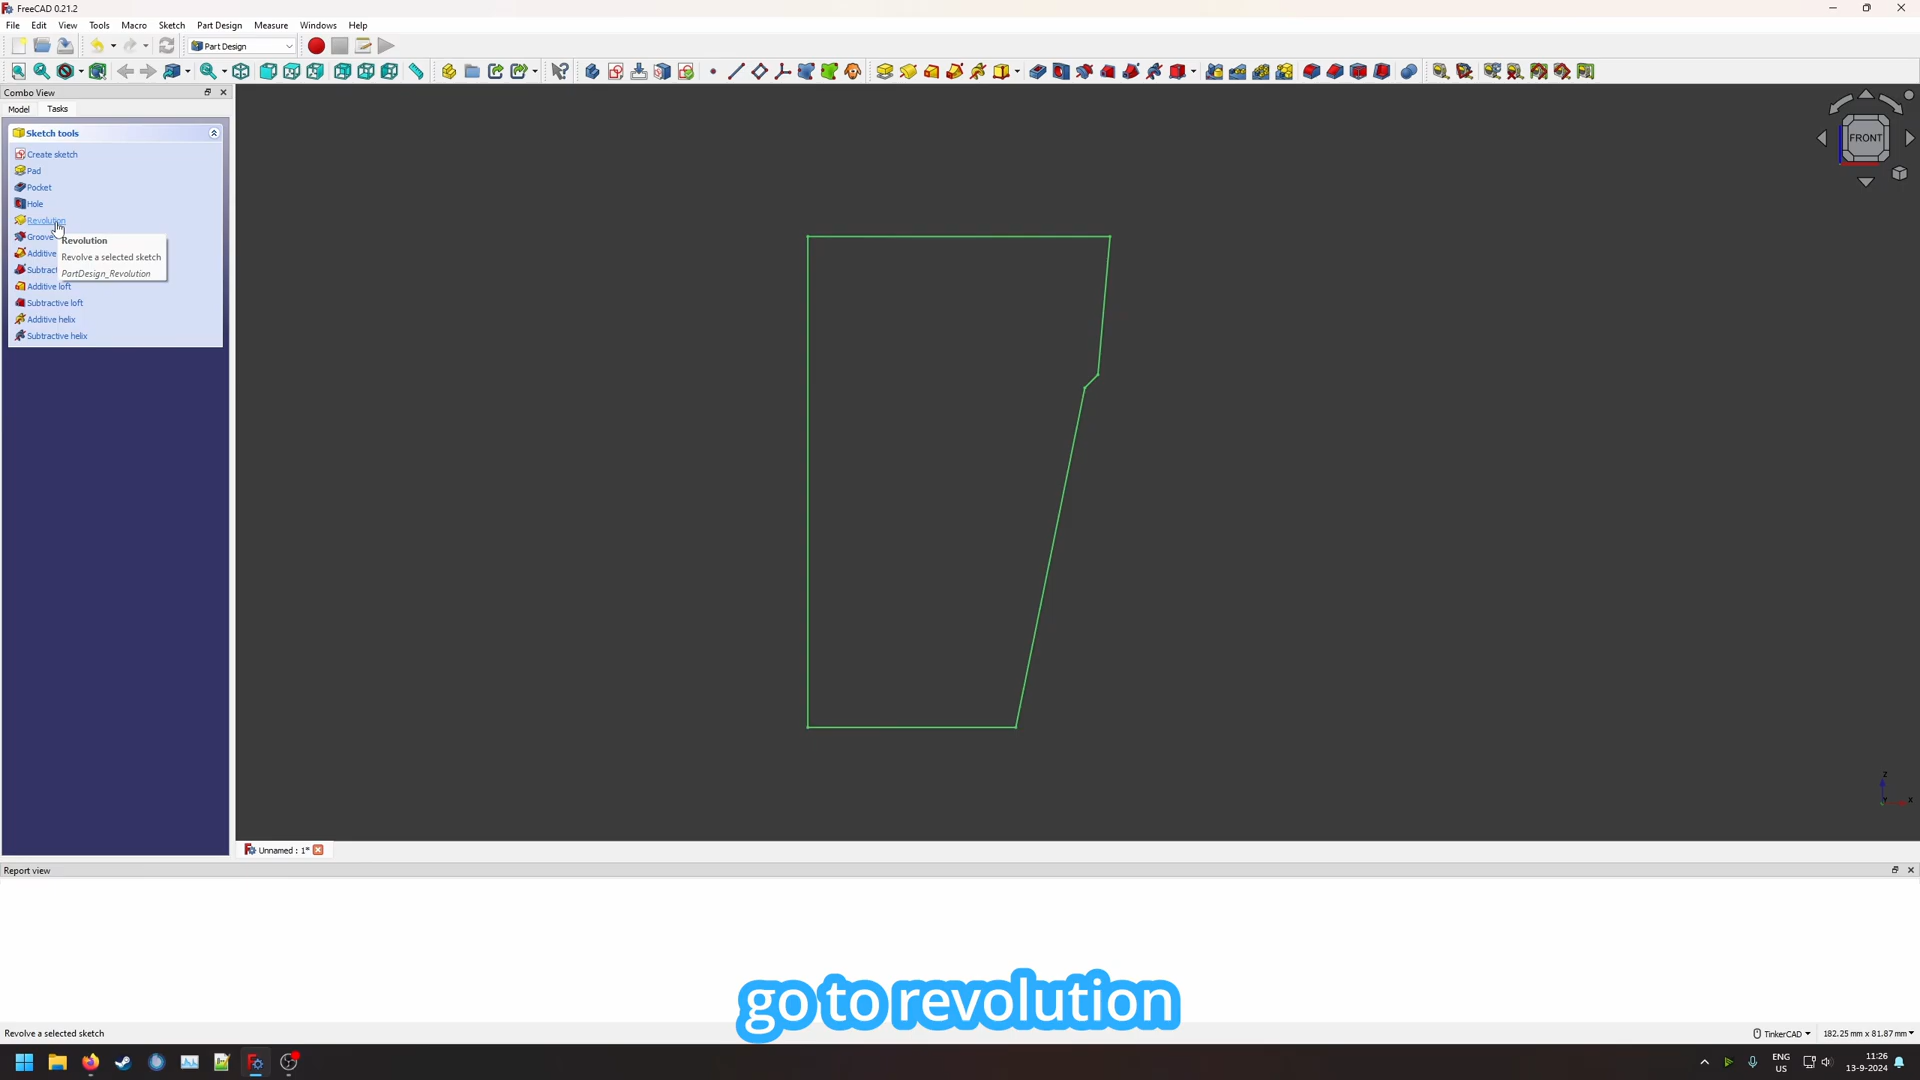 FreeCAD 0.21.2
File Edit View Tools Macro Sketch Part Design Measure Windows Help
Part Design
Combo View
Model Tasks
Sketch tools
Create sketch
Pad
Pocket
Hole
Revolution
Groove
Revolution
Additive
Revolve a selected sketch
Subtract
PartDesign_Revolution
Additive loft
Subtractive loft
Additive helix
Subtractive helix
FRONT
Z
Y
X
Unnamed : 1*
Report view
go to revolution
Revolve a selected sketch
TinkerCAD
182.25 mm x 81.87 mm
ENG
US
11:26
13-9-2024